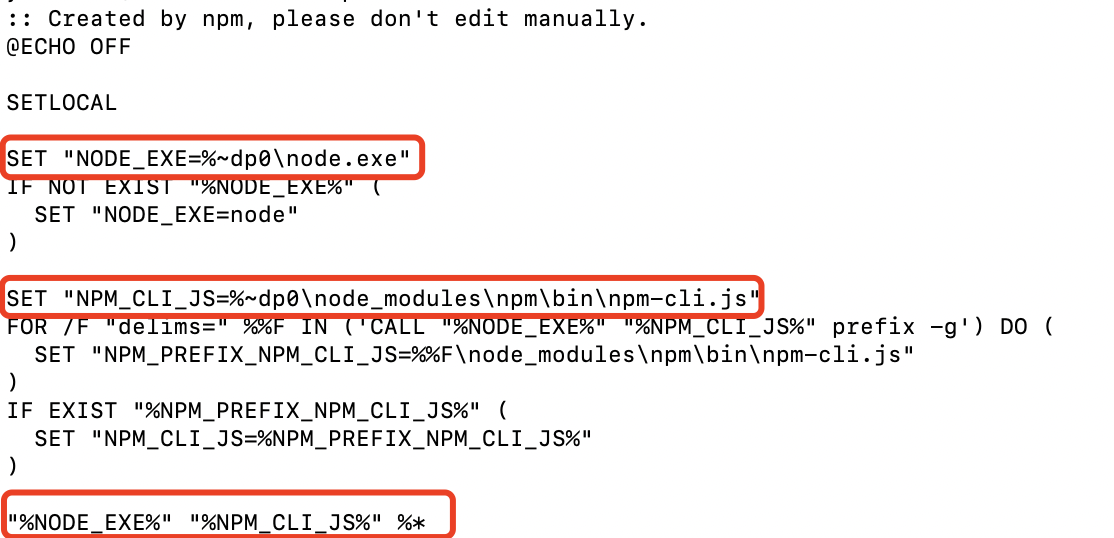 :: Created by npm, please don't edit manually.
@ECHO OFF
SETLOCAL
SET "NODE_EXE=%~dp0\node.exe"
IF NOT EXIST "%NODE_EXE%" (
  SET "NODE_EXE=node"
)
SET "NPM_CLI_JS=%~dp0\node_modules\npm\bin\npm-cli.js"
FOR /F "delims=" %%F IN ('CALL "%NODE_EXE%" "%NPM_CLI_JS%" prefix -g') DO (
  SET "NPM_PREFIX_NPM_CLI_JS=%%F\node_modules\npm\bin\npm-cli.js"
)
IF EXIST "%NPM_PREFIX_NPM_CLI_JS%" (
  SET "NPM_CLI_JS=%NPM_PREFIX_NPM_CLI_JS%"
)
"%NODE_EXE%" "%NPM_CLI_JS%" %*